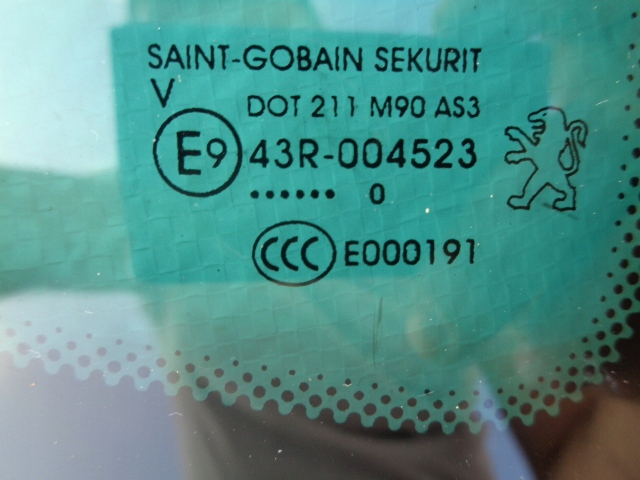 SAINT-GOBAIN SEKURIT
V
DOT 211 M90 AS3
E9 43R-004523
•••••• 0
CCC E000191